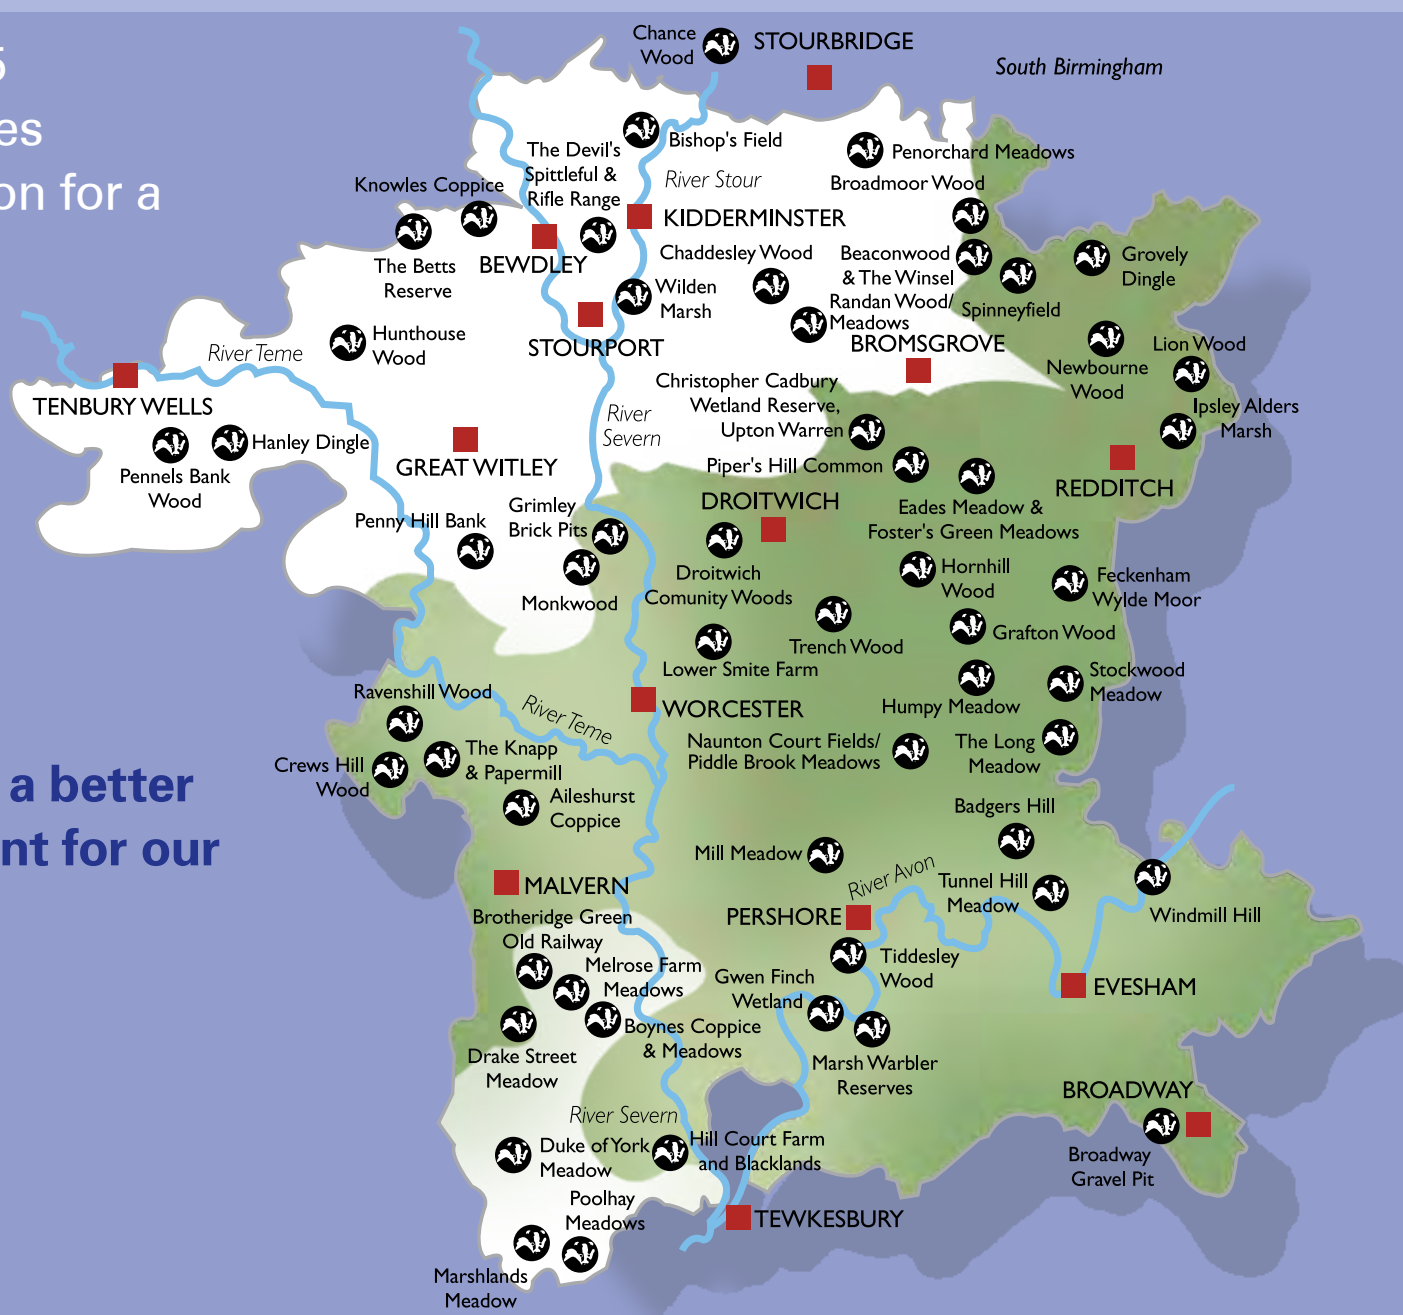 5
es
on for a
a better
nt for our
Chance
Wood
STOURBRIDGE
South Birmingham
Bishop's Field
The Devil's
Spittleful &
Rifle Range
River Stour
Penorchard Meadows
Broadmoor Wood
Knowles Coppice
KIDDERMINSTER
The Betts
Reserve
BEWDLEY
Chaddesley Wood
Beaconwood
& The Winsel
Grovely
Dingle
Wilden
Marsh
Randan Wood/
Meadows
Spinneyfield
Hunthouse
Wood
River Teme
STOURPORT
BROMSGROVE
Newbourne
Wood
Lion Wood
TENBURY WELLS
Christopher Cadbury
Wetland Reserve,
Upton Warren
Ipsley Alders
Marsh
River
Severn
Hanley Dingle
Pennels Bank
Wood
GREAT WITLEY
Piper's Hill Common
REDDITCH
DROITWICH
Eades Meadow &
Foster's Green Meadows
Grimley
Brick Pits
Penny Hill Bank
Droitwich
Comunity Woods
Hornhill
Wood
Feckenham
Wylde Moor
Monkwood
Trench Wood
Grafton Wood
Lower Smite Farm
Stockwood
Meadow
Ravenshill Wood
River Teme
WORCESTER
Humpy Meadow
Naunton Court Fields/
Piddle Brook Meadows
The Long
Meadow
Crews Hill
Wood
The Knapp
& Papermill
Aileshurst
Coppice
Badgers Hill
Mill Meadow
River Avon
Tunnel Hill
Meadow
MALVERN
PERSHORE
Windmill Hill
Brotheridge Green
Old Railway
Melrose Farm
Meadows
Tiddesley
Wood
Gwen Finch
Wetland
EVESHAM
Boynes Coppice
& Meadows
Drake Street
Meadow
Marsh Warbler
Reserves
BROADWAY
River Severn
Duke of York
Meadow
Hill Court Farm
and Blacklands
Broadway
Gravel Pit
Poolhay
Meadows
TEWKESBURY
Marshlands
Meadow